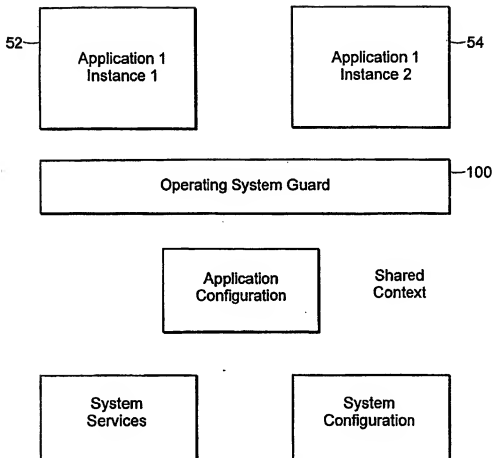 52
Application 1
Instance 1
Application 1
Instance 2
54
Operating System Guard
100
Application
Configuration
Shared
Context
System
Services
System
Configuration